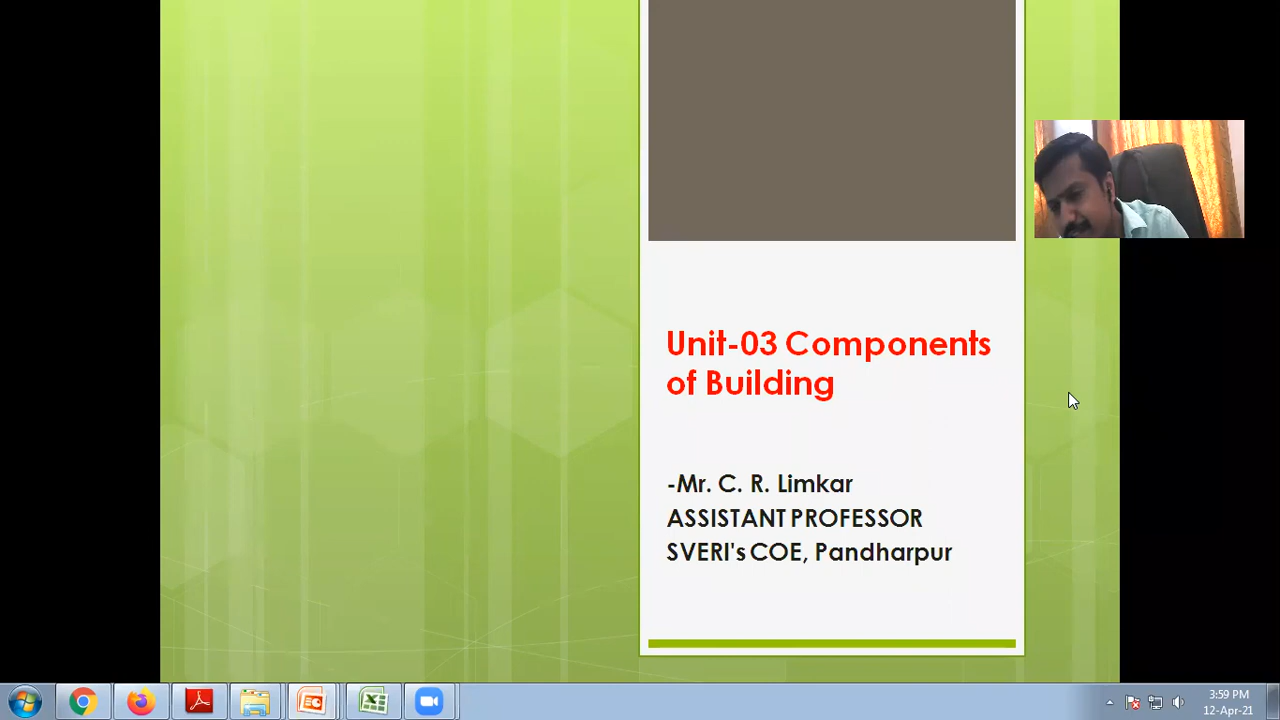 Unit-03 Components
of Building
-Mr. C. R. Limkar
ASSISTANT PROFESSOR
SVERI's COE, Pandharpur
3:59 PM
12-Apr-21